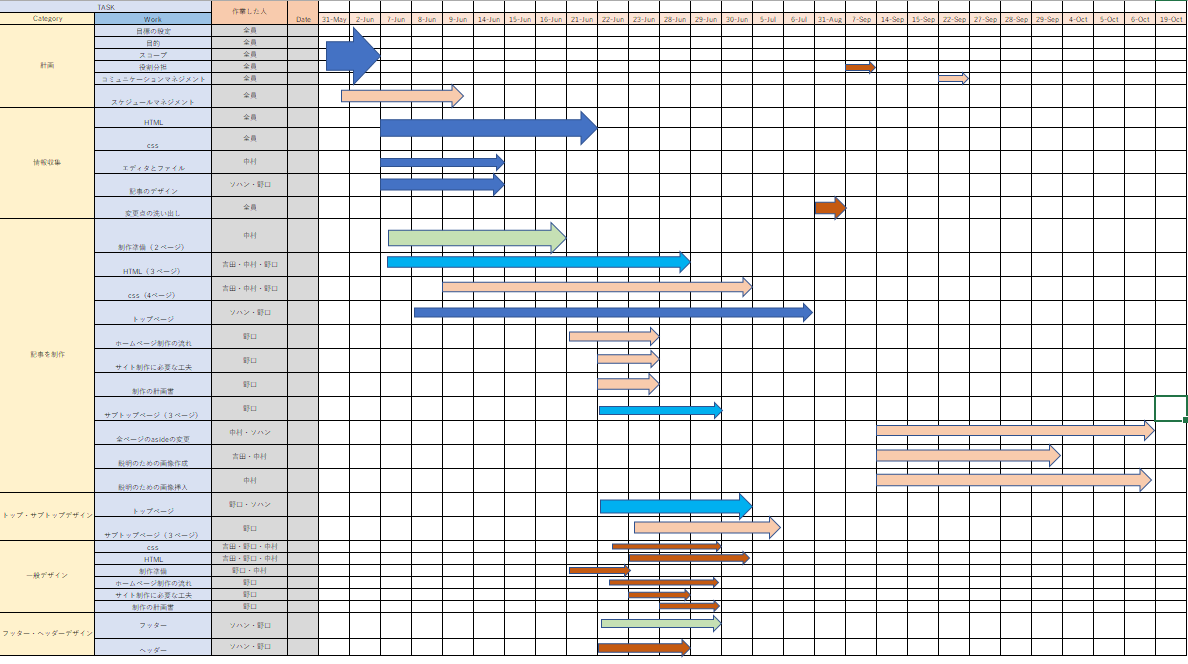 TASK
作業した人
Category
Work
Date
31-May 2-Jun 7-Jun 8-Jun 9-Jun 14-Jun 15-Jun 16-Jun 21-Jun 22-Jun 23-Jun 28-Jun 29-Jun 30-Jun 5-Jul 6-Jul 31-Aug 7-Sep 14-Sep 15-Sep 22-Sep 27-Sep 28-Sep 29-Sep 4-Oct 5-Oct 6-Oct 19-Oct
計画
目標の設定 全員
目的 全員
スコープ 全員
役割分担 全員
コミュニケーションマネジメント 全員
スケジュールマネジメント 全員
情報収集
HTML 全員
css 全員
エディタとファイル 中村
記事のデザイン ソハン・野口
変更点の洗い出し 全員
記事を制作
制作準備（２ページ） 中村
HTML（３ページ） 吉田・中村・野口
css（4ページ） 吉田・中村・野口
トップページ ソハン・野口
ホームページ制作の流れ 野口
サイト制作に必要な工夫 野口
制作の計画書 野口
サブトップページ（３ページ） 野口
全ページのasideの変更 中村・ソハン
説明のための画像作成 吉田・中村
説明のための画像挿入 中村
トップ・サブトップデザイン
トップページ 野口・ソハン
サブトップページ（３ページ） 野口
一般デザイン
css 吉田・野口・中村
HTML 吉田・野口・中村
制作準備 野口・中村
ホームページ制作の流れ 野口
サイト制作に必要な工夫 野口
制作の計画書 野口
フッター・ヘッダーデザイン
フッター ソハン・野口
ヘッダー ソハン・野口